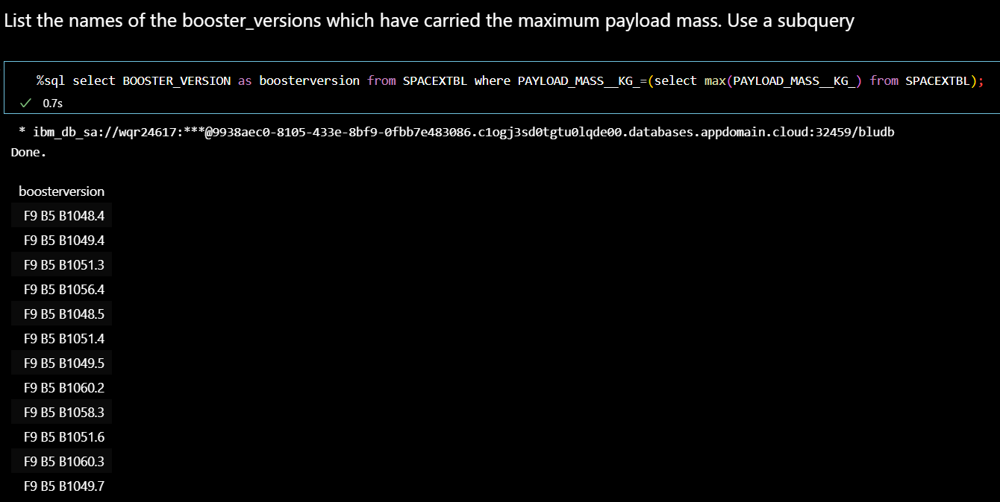 List the names of the booster_versions which have carried the maximum payload mass. Use a subquery
%sql select BOOSTER_VERSION as boosterversion from SPACEXTBL where PAYLOAD_MASS__KG_=(select max(PAYLOAD_MASS__KG_) from SPACEXTBL);
✓ 0.7s
* ibm_db_sa://wqr24617:***@9938aec0-8105-433e-8bf9-0fbb7e483086.c1ogj3sd0tgtu0lqde00.databases.appdomain.cloud:32459/bludb
Done.
boosterversion
F9 B5 B1048.4
F9 B5 B1049.4
F9 B5 B1051.3
F9 B5 B1056.4
F9 B5 B1048.5
F9 B5 B1051.4
F9 B5 B1049.5
F9 B5 B1060.2
F9 B5 B1058.3
F9 B5 B1051.6
F9 B5 B1060.3
F9 B5 B1049.7